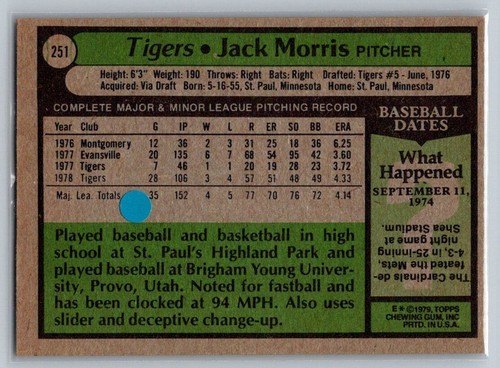 251
Tigers • Jack Morris PITCHER
Height: 6'3" Weight: 190 Throws: Right Bats: Right Drafted: Tigers #5 - June, 1976
Acquired: Via Draft Born: 5-16-55, St. Paul, Minnesota Home: St. Paul, Minnesota
COMPLETE MAJOR & MINOR LEAGUE PITCHING RECORD
Year Club G IP W L R ER SO BB ERA
1976 Montgomery 12 36 2 3 31 25 18 36 6.25
1977 Evansville 20 135 6 7 68 54 95 42 3.60
1977 Tigers 7 46 1 1 20 19 28 23 3.72
1978 Tigers 28 106 3 4 57 51 48 49 4.33
Maj. Lea. Totals 35 152 4 5 77 70 76 72 4.14
Played baseball and basketball in high
school at St. Paul's Highland Park and
played baseball at Brigham Young Univer-
sity, Provo, Utah. Noted for fastball and
has been clocked at 94 MPH. Also uses
slider and deceptive change-up.
BASEBALL
DATES
What
Happened
SEPTEMBER 11,
1974
The Cardinals de-
feated the Mets,
4-3, in 25-inning
night game at
Shea Stadium.
E* ©1979, TOPPS
CHEWING GUM, INC
PRTD. IN U.S.A.